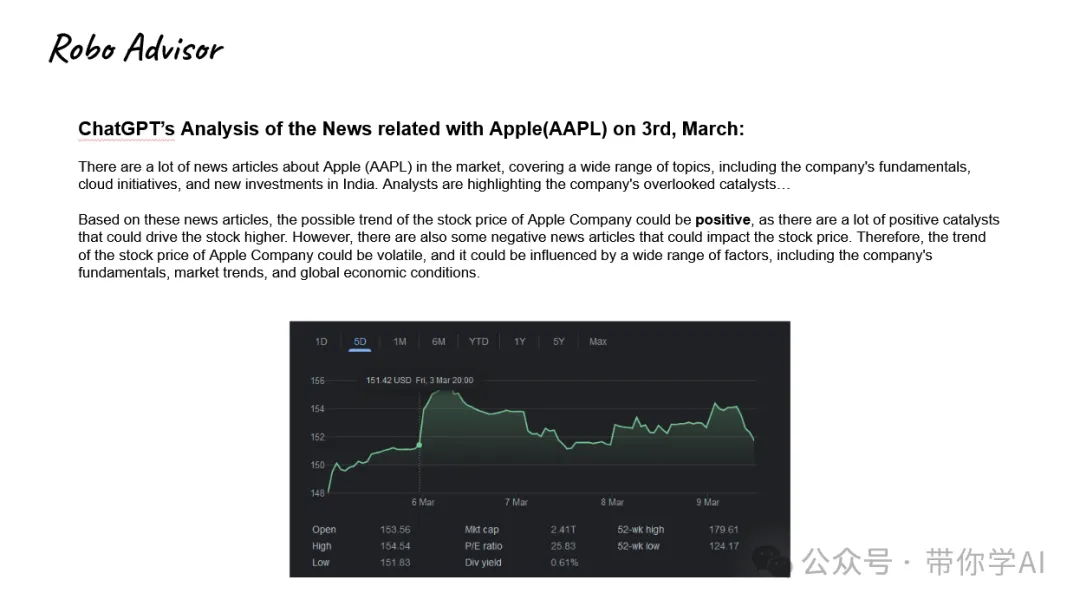 Robo Advisor
ChatGPT’s Analysis of the News related with Apple(AAPL) on 3rd, March:
There are a lot of news articles about Apple (AAPL) in the market, covering a wide range of topics, including the company's fundamentals,
cloud initiatives, and new investments in India. Analysts are highlighting the company's overlooked catalysts…
Based on these news articles, the possible trend of the stock price of Apple Company could be positive, as there are a lot of positive catalysts
that could drive the stock higher. However, there are also some negative news articles that could impact the stock price. Therefore, the trend
of the stock price of Apple Company could be volatile, and it could be influenced by a wide range of factors, including the company's
fundamentals, market trends, and global economic conditions.
1D 5D 1M 6M YTD 1Y 5Y Max
151.42 USD Fri, 3 Mar 20:00
156
154
152
150
148
6 Mar 7 Mar 8 Mar 9 Mar
Open 153.56 Mkt cap 2.41T 52-wk high 179.61
High 154.54 P/E ratio 25.83 52-wk low 124.17
Low 151.83 Div yield 0.61%
公众号 · 带你学AI